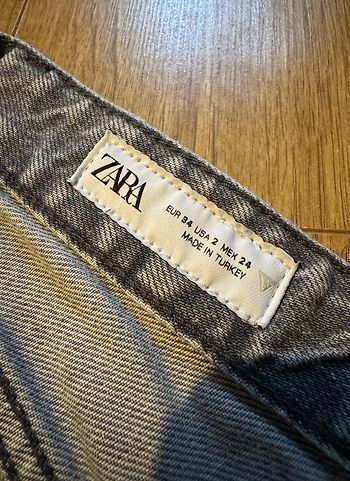 ZARA
EUR 34 USA 2 MEX 24
MADE IN TURKEY